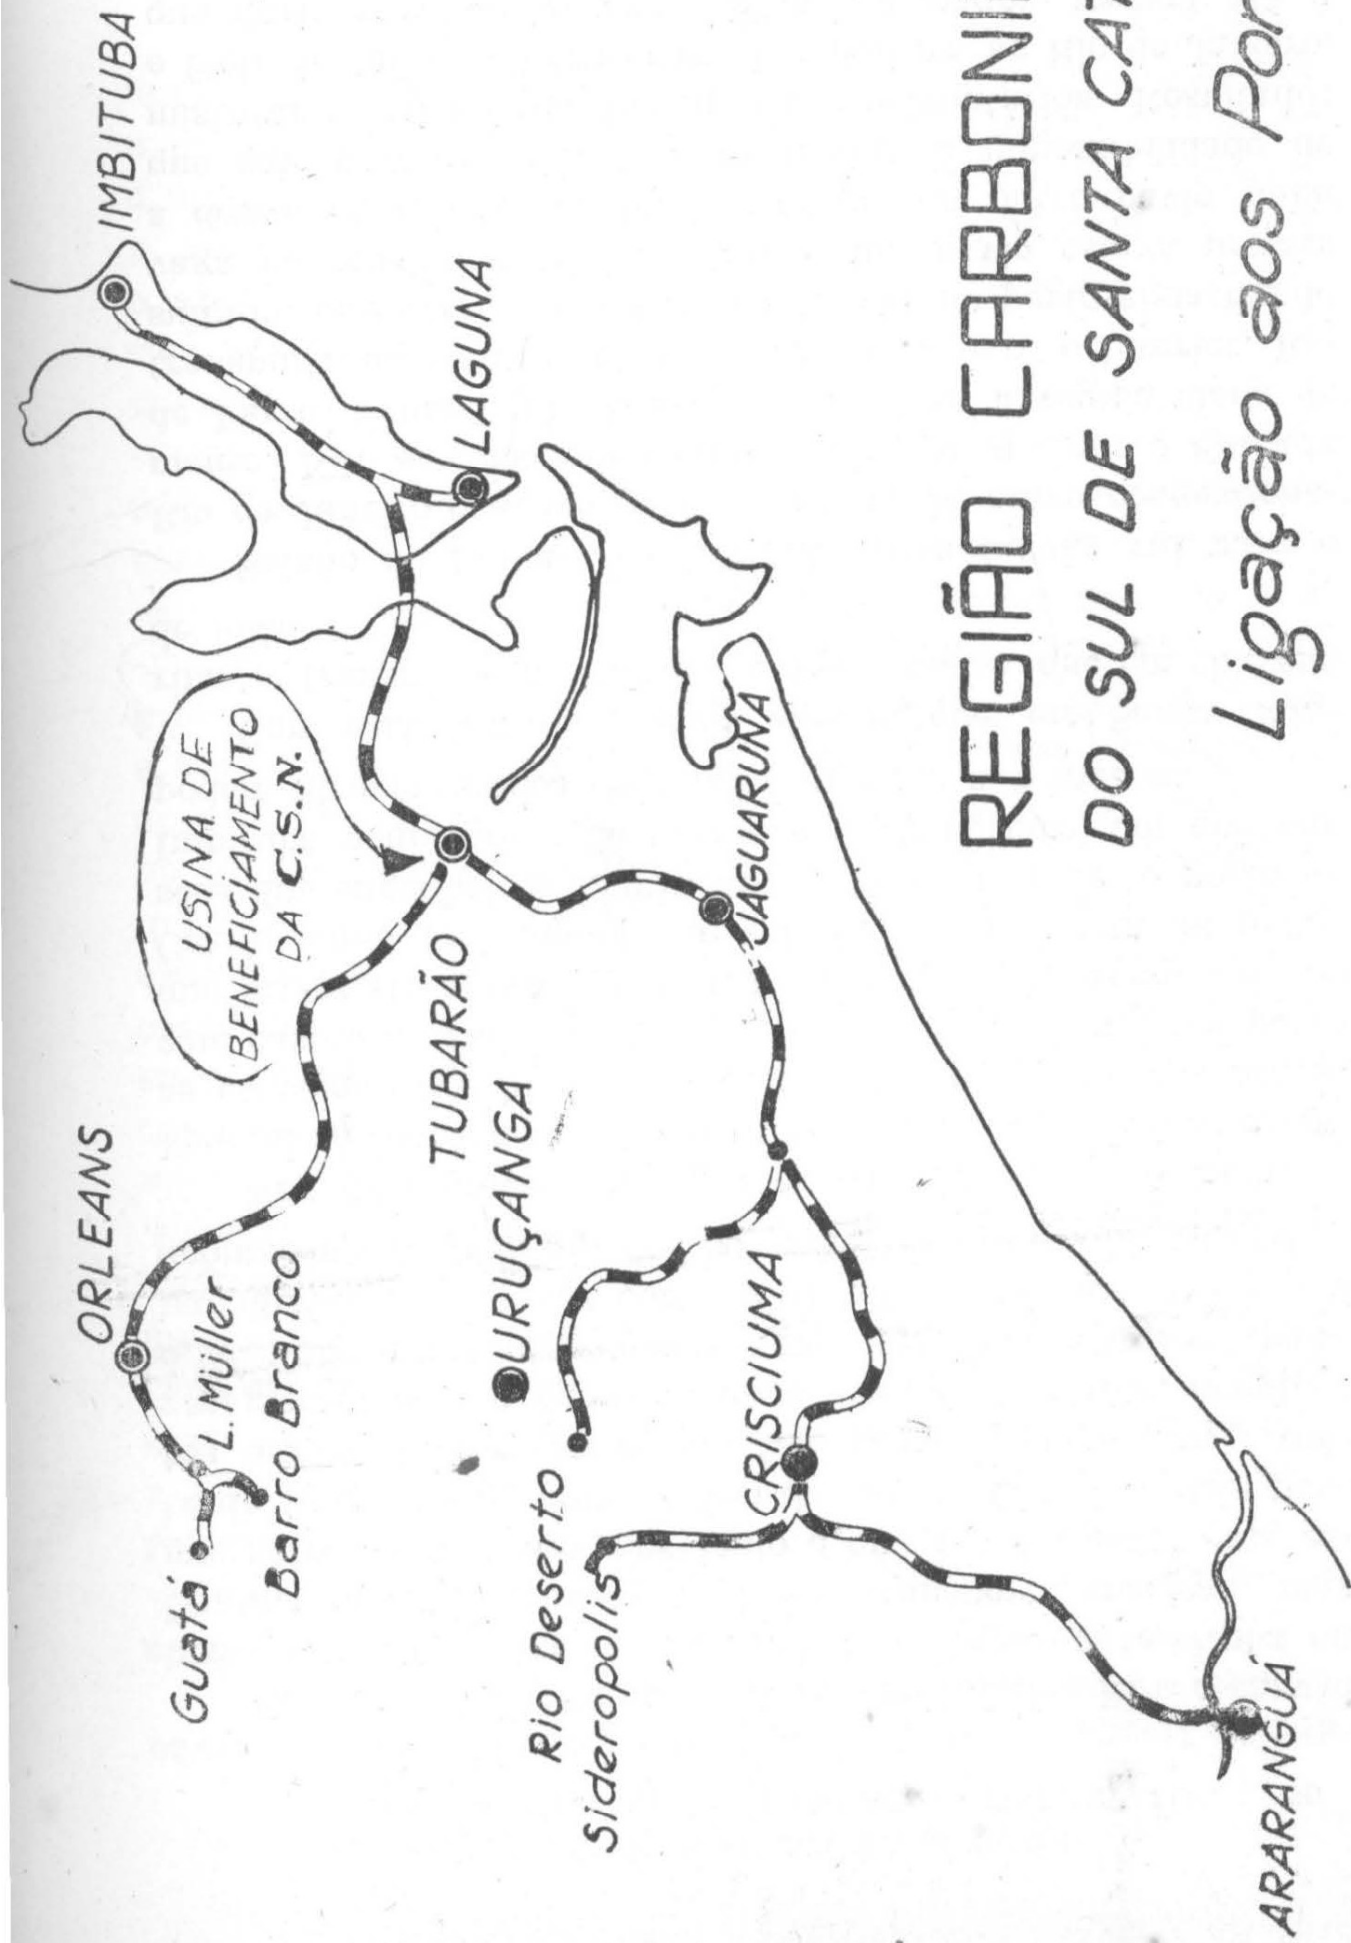 IMBITUBA
LAGUNA
USINA DE
BENEFICIAMENTO
DA C.S.N.
JAGUARUNA
TUBARÃO
ORLEANS
URUÇANGA
L. Müller
Barro Branco
CRISCIUMA
Guatá
Rio Deserto
Sideropolis
ARARANGUÁ
REGIÃO CARBONI
DO SUL DE SANTA CAT
Ligação aos Por